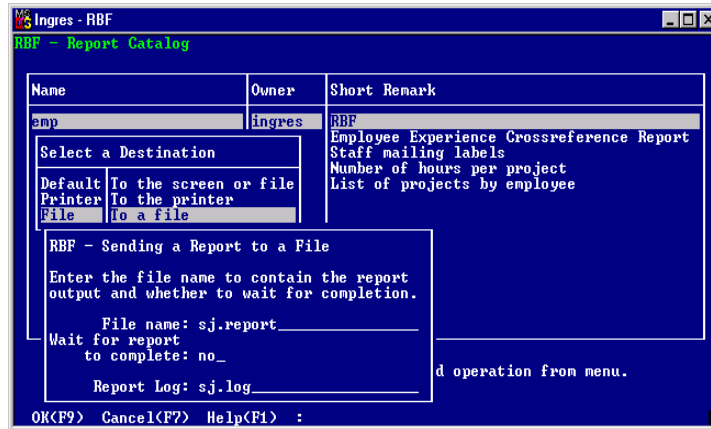 Ingres - RBF
RBF - Report Catalog
Name Owner Short Remark
emp ingres RBF
Employee Experience Crossreference Report
Select a Destination Staff mailing labels
Number of hours per project
Default To the screen or file List of projects by employee
Printer To the printer
File To a file
RBF - Sending a Report to a File
Enter the file name to contain the report
output and whether to wait for completion.
File name: sj.report
Wait for report
to complete: no_
d operation from menu.
Report Log: sj.log
OK(F9) Cancel(F7) Help(F1) :